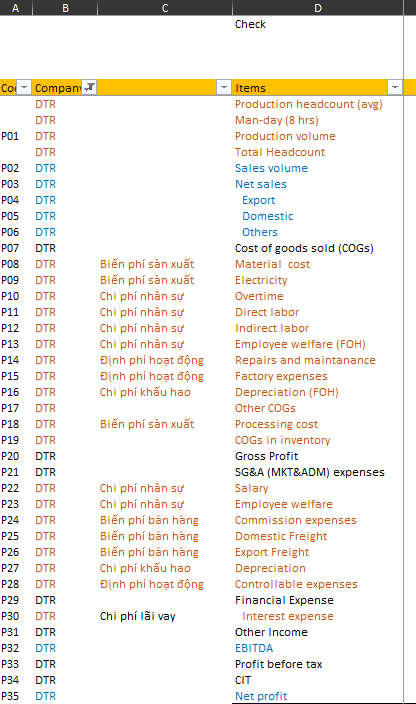 A B C D
Check
Co Company Items
DTR Production headcount (avg)
DTR Man-day (8 hrs)
P01 DTR Production volume
DTR Total Headcount
P02 DTR Sales volume
P03 DTR Net sales
P04 DTR Export
P05 DTR Domestic
P06 DTR Others
P07 DTR Cost of goods sold (COGs)
P08 DTR Biến phí sản xuất Material cost
P09 DTR Biến phí sản xuất Electricity
P10 DTR Chi phí nhân sự Overtime
P11 DTR Chi phí nhân sự Direct labor
P12 DTR Chi phí nhân sự Indirect labor
P13 DTR Chi phí nhân sự Employee welfare (FOH)
P14 DTR Định phí hoạt động Repairs and maintanance
P15 DTR Định phí hoạt động Factory expenses
P16 DTR Chi phí khấu hao Depreciation (FOH)
P17 DTR Other COGs
P18 DTR Biến phí sản xuất Processing cost
P19 DTR COGs in inventory
P20 DTR Gross Profit
P21 DTR SG&A (MKT&ADM) expenses
P22 DTR Chi phí nhân sự Salary
P23 DTR Chi phí nhân sự Employee welfare
P24 DTR Biến phí bán hàng Commission expenses
P25 DTR Biến phí bán hàng Domestic Freight
P26 DTR Biến phí bán hàng Export Freight
P27 DTR Chi phí khấu hao Depreciation
P28 DTR Định phí hoạt động Controllable expenses
P29 DTR Financial Expense
P30 DTR Chi phí lãi vay Interest expense
P31 DTR Other Income
P32 DTR EBITDA
P33 DTR Profit before tax
P34 DTR CIT
P35 DTR Net profit